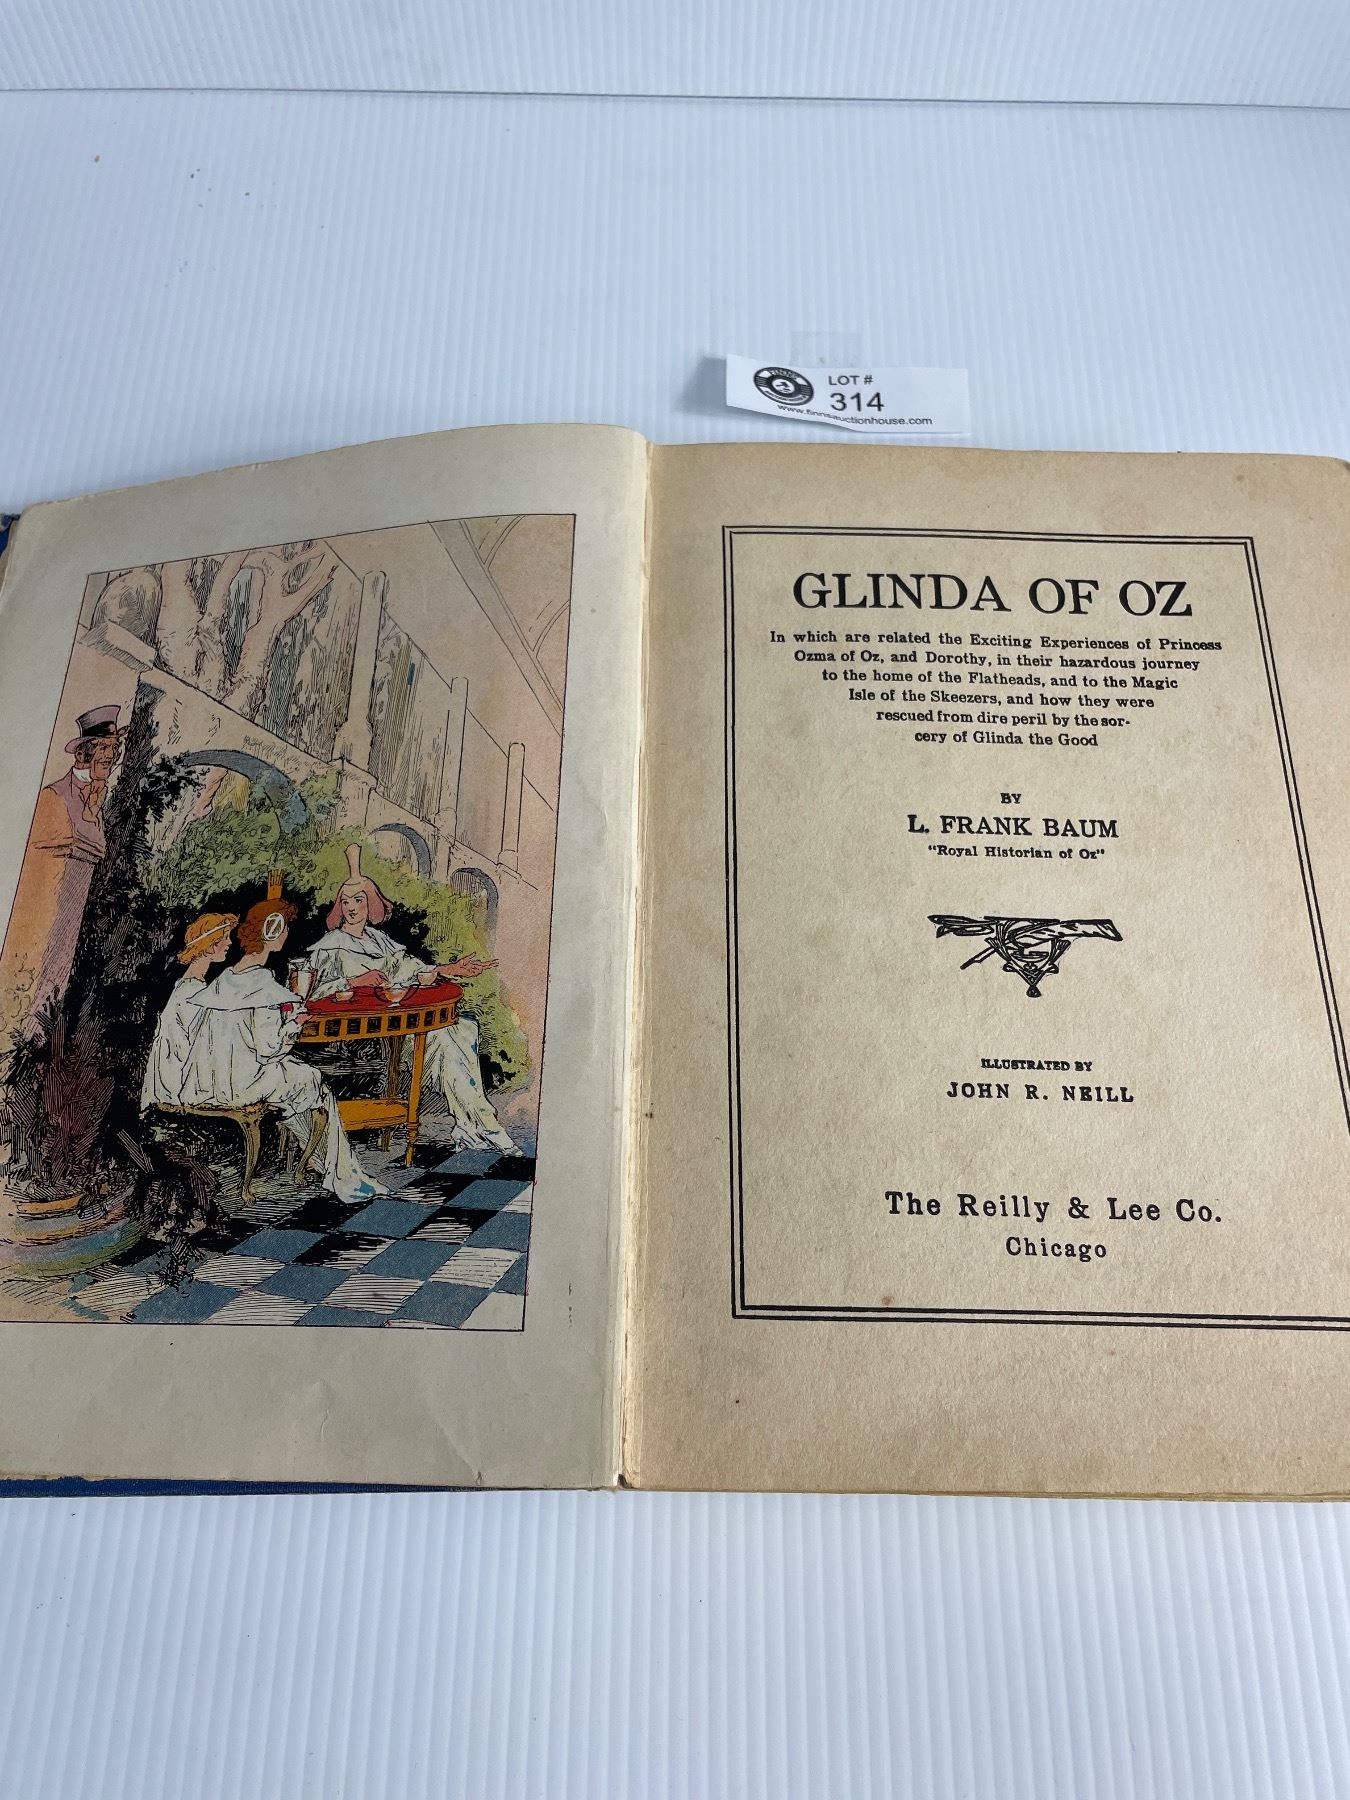 LOT #
314
www.finnsauctionhouse.com
GLINDA OF OZ
In which are related the Exciting Experiences of Princess
Ozma of Oz, and Dorothy, in their hazardous journey
to the home of the Flatheads, and to the Magic
Isle of the Skeezers, and how they were
rescued from dire peril by the sor-
cery of Glinda the Good
BY
L. FRANK BAUM
"Royal Historian of Oz"
ILLUSTRATED BY
JOHN R. NEILL
The Reilly & Lee Co.
Chicago
OZ